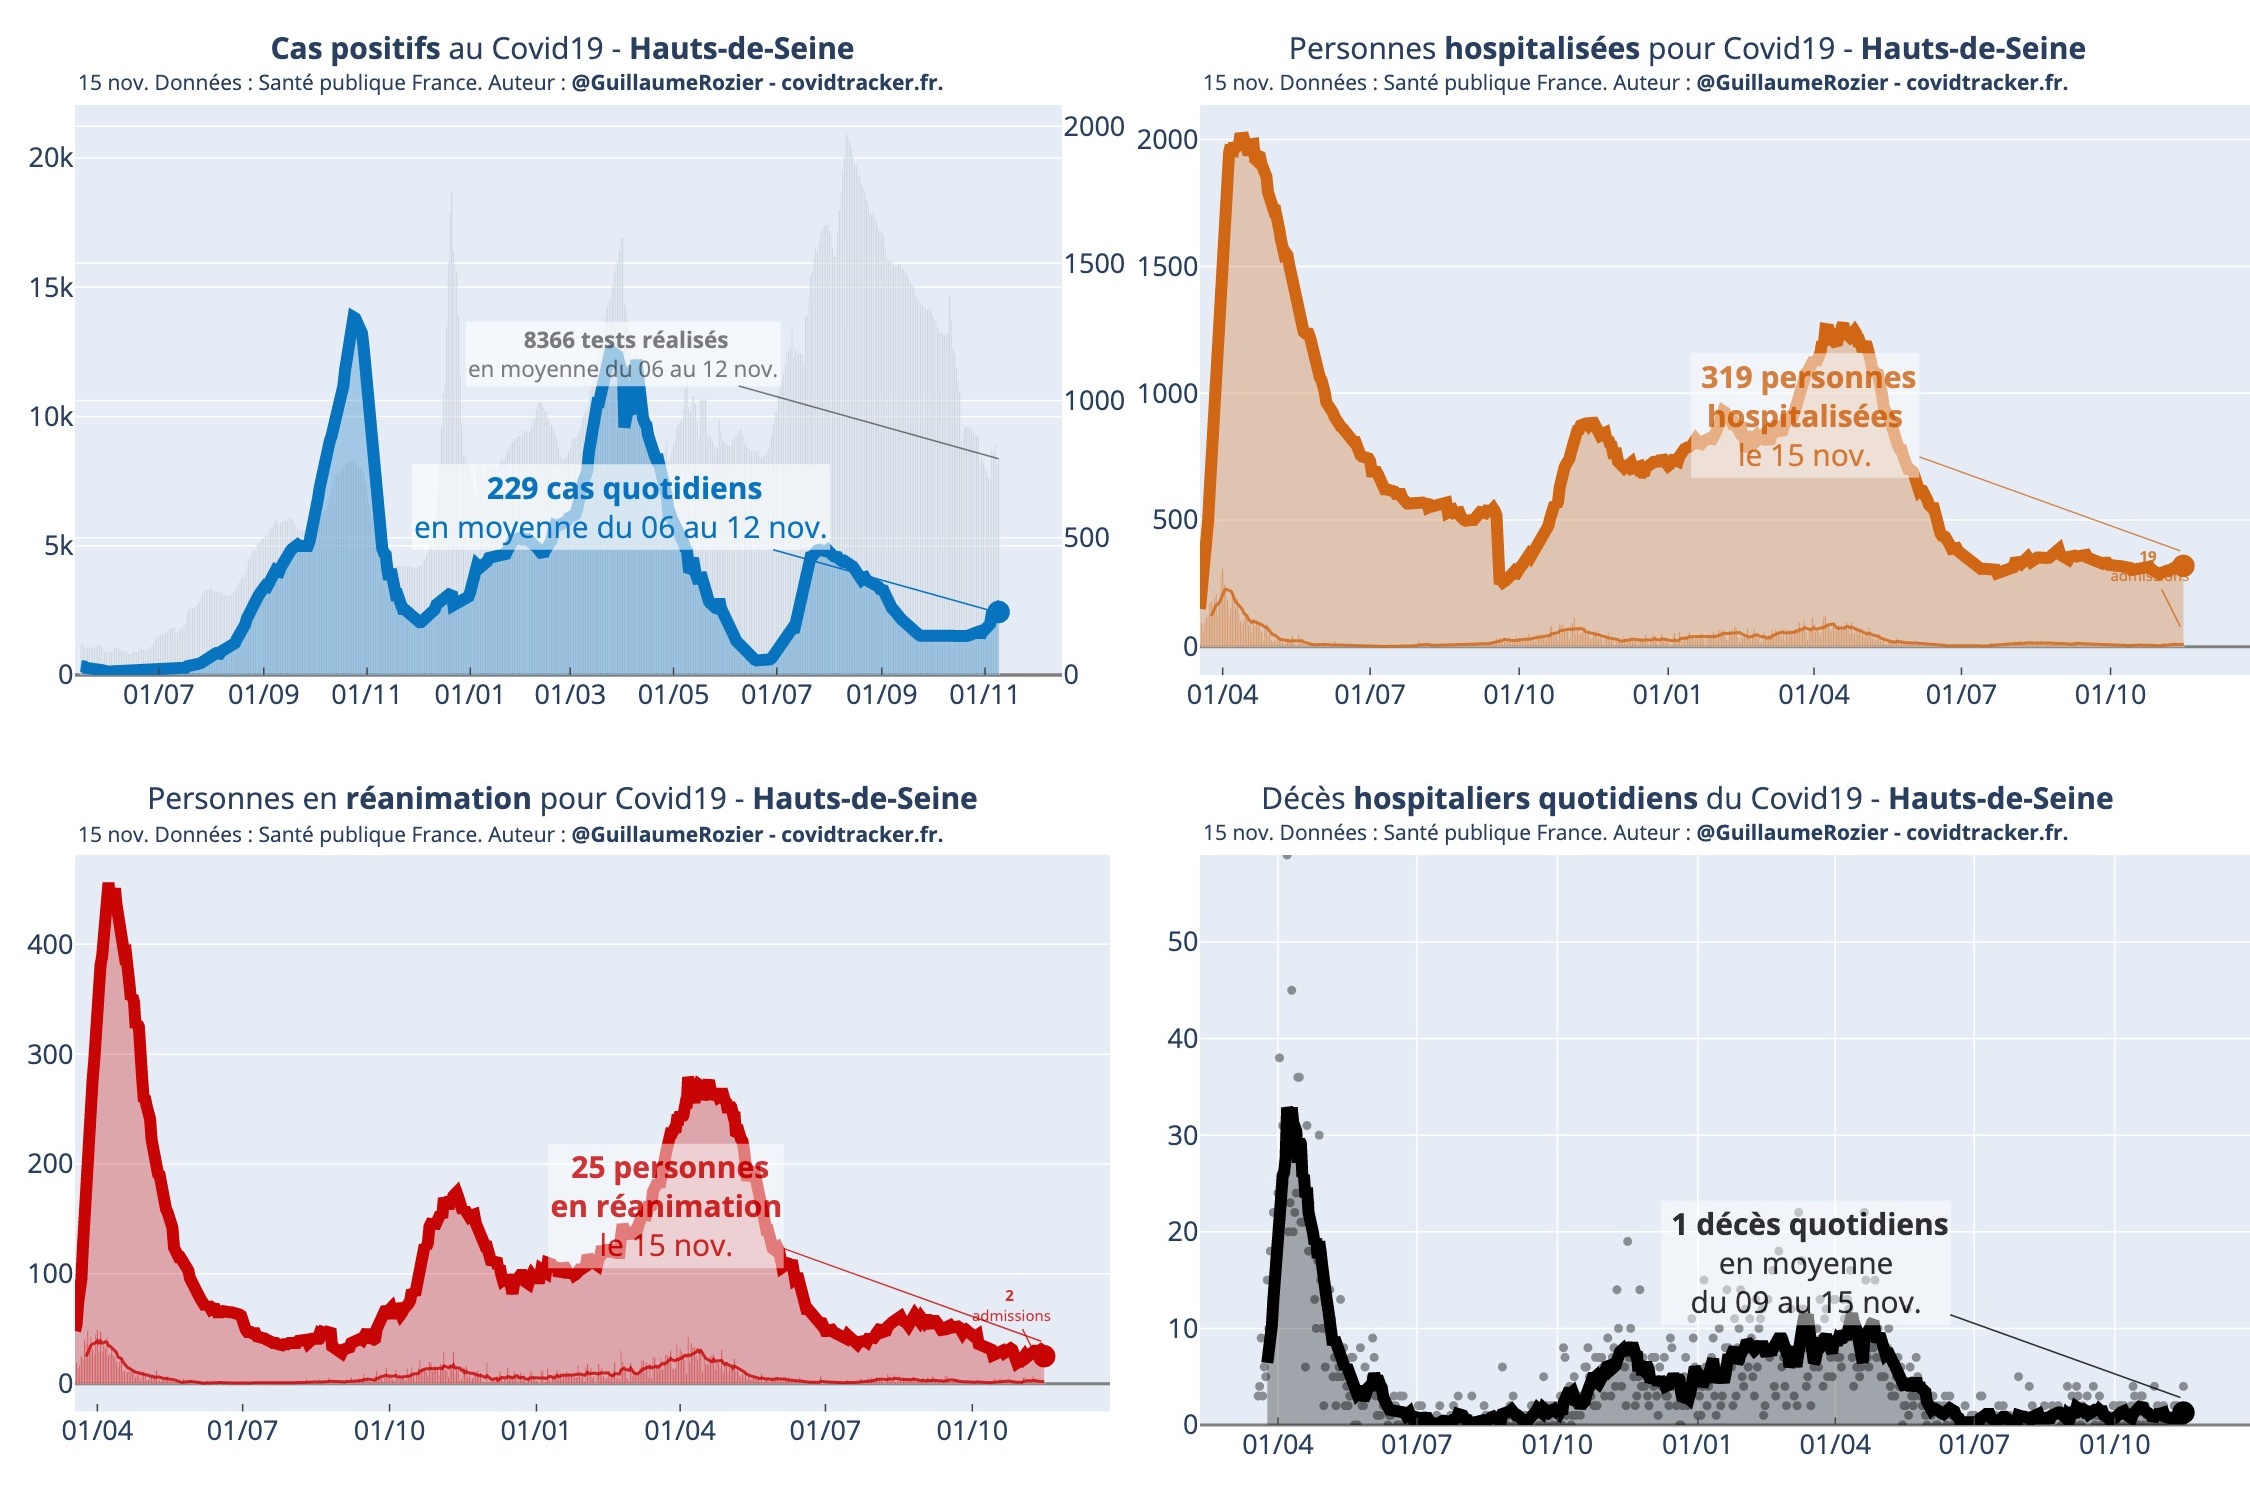 Cas positifs au Covid19 - Hauts-de-Seine
15 nov. Données : Santé publique France. Auteur : @GuillaumeRozier - covidtracker.fr.
20k
15k
10k
5k
0
2000
1500
1000
500
0
8366 tests réalisés
en moyenne du 06 au 12 nov.
229 cas quotidiens
en moyenne du 06 au 12 nov.
01/07 01/09 01/11 01/01 01/03 01/05 01/07 01/09 01/11
Personnes hospitalisées pour Covid19 - Hauts-de-Seine
15 nov. Données : Santé publique France. Auteur : @GuillaumeRozier - covidtracker.fr.
2000
1500
1000
500
0
319 personnes
hospitalisées
le 15 nov.
19
admissions
01/04 01/07 01/10 01/01 01/04 01/07 01/10
Personnes en réanimation pour Covid19 - Hauts-de-Seine
15 nov. Données : Santé publique France. Auteur : @GuillaumeRozier - covidtracker.fr.
400
300
200
100
0
25 personnes
en réanimation
le 15 nov.
2
admissions
01/04 01/07 01/10 01/01 01/04 01/07 01/10
Décès hospitaliers quotidiens du Covid19 - Hauts-de-Seine
15 nov. Données : Santé publique France. Auteur : @GuillaumeRozier - covidtracker.fr.
50
40
30
20
10
0
1 décès quotidiens
en moyenne
du 09 au 15 nov.
01/04 01/07 01/10 01/01 01/04 01/07 01/10